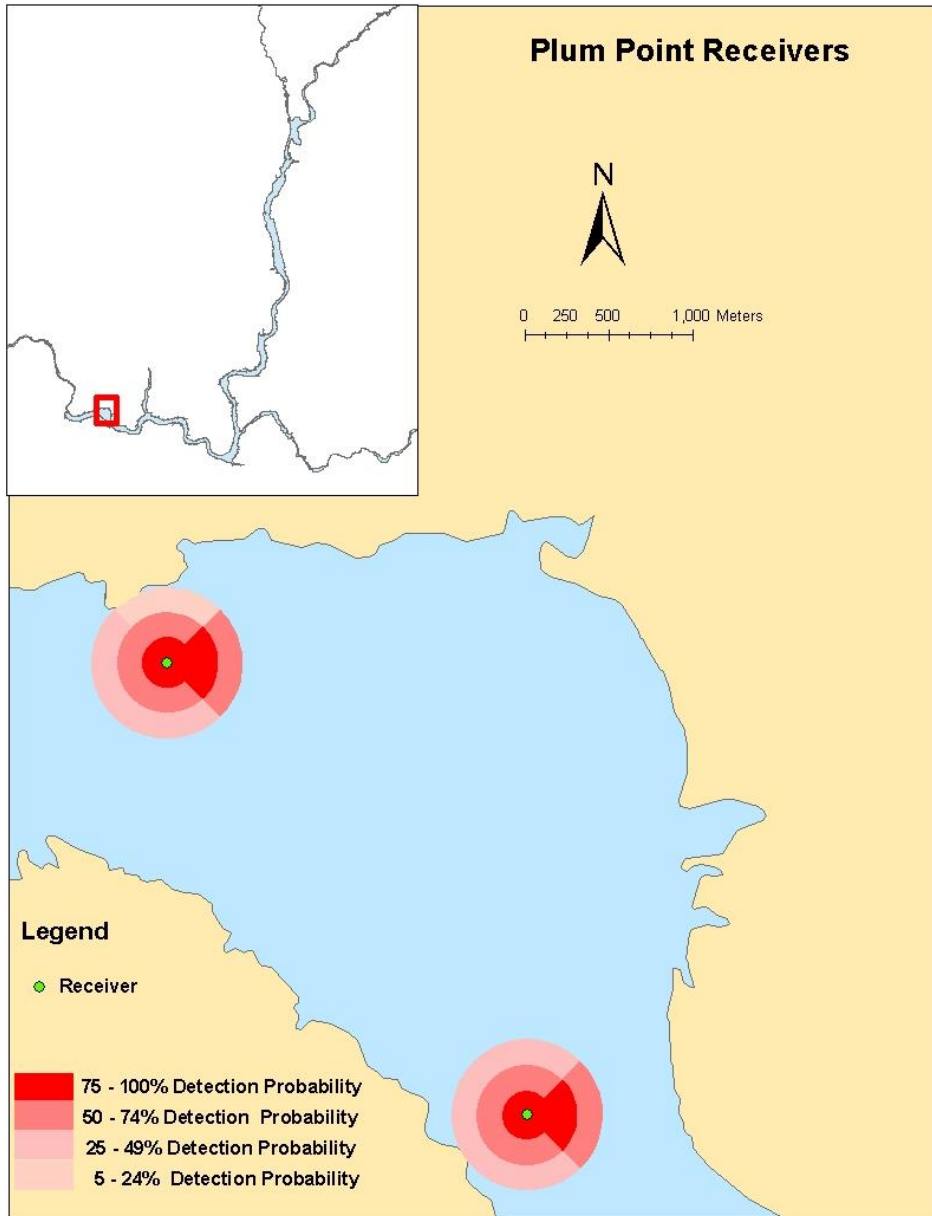 Plum Point Receivers
N
0 250 500 1,000 Meters
Legend
Receiver
75 - 100% Detection Probability
50 - 74% Detection Probability
25 - 49% Detection Probability
5 - 24% Detection Probability